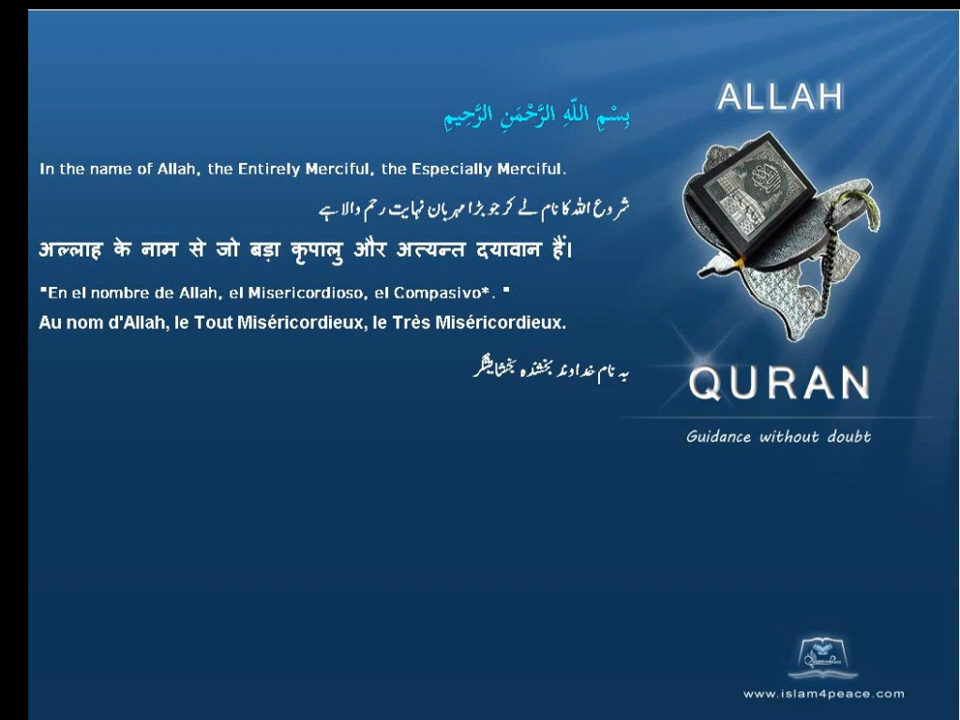 بِسْمِ اللّهِ الرَّحْمَنِ الرَّحِيمِ
In the name of Allah, the Entirely Merciful, the Especially Merciful.
شروع الله کا نام لے کر جو بڑا مہربان نہایت رحم والا ہے
अल्लाह के नाम से जो बड़ा कृपालु और अत्यन्त दयावान हैं।
"En el nombre de Allah, el Misericordioso, el Compasivo*. "
Au nom d'Allah, le Tout Miséricordieux, le Très Miséricordieux.
به نام خداوند بخشنده بخشایشگر
ALLAH
QURAN
Guidance without doubt
www.islam4peace.com